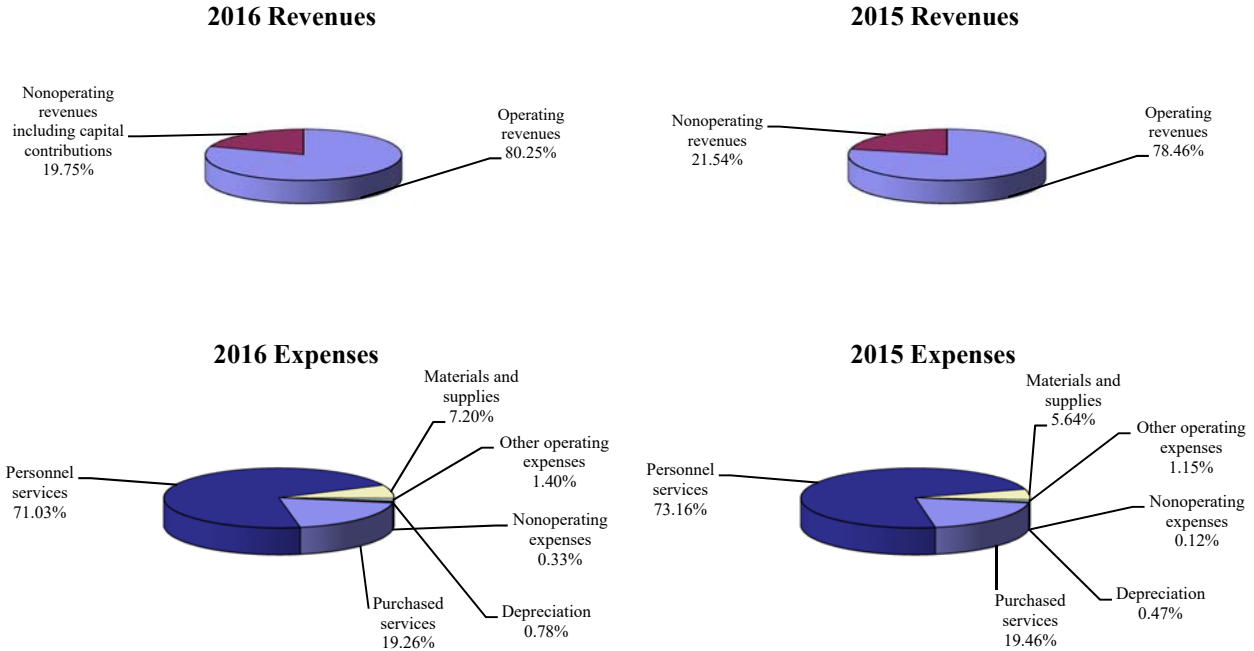 2016 Revenues
Nonoperating
revenues
including capital
contributions
19.75%
Operating
revenues
80.25%
2015 Revenues
Nonoperating
revenues
21.54%
Operating
revenues
78.46%
2016 Expenses
Personnel
services
71.03%
Materials and
supplies
7.20%
Other operating
expenses
1.40%
Nonoperating
expenses
0.33%
Depreciation
0.78%
Purchased
services
19.26%
2015 Expenses
Personnel
services
73.16%
Materials and
supplies
5.64%
Other operating
expenses
1.15%
Nonoperating
expenses
0.12%
Depreciation
0.47%
Purchased
services
19.46%